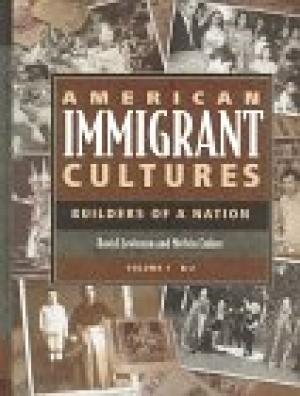 AMERICAN
IMMIGRANT
CULTURES
BUILDERS OF A NATION
David Levinson and Melvin Ember
VOLUME 1 A-J